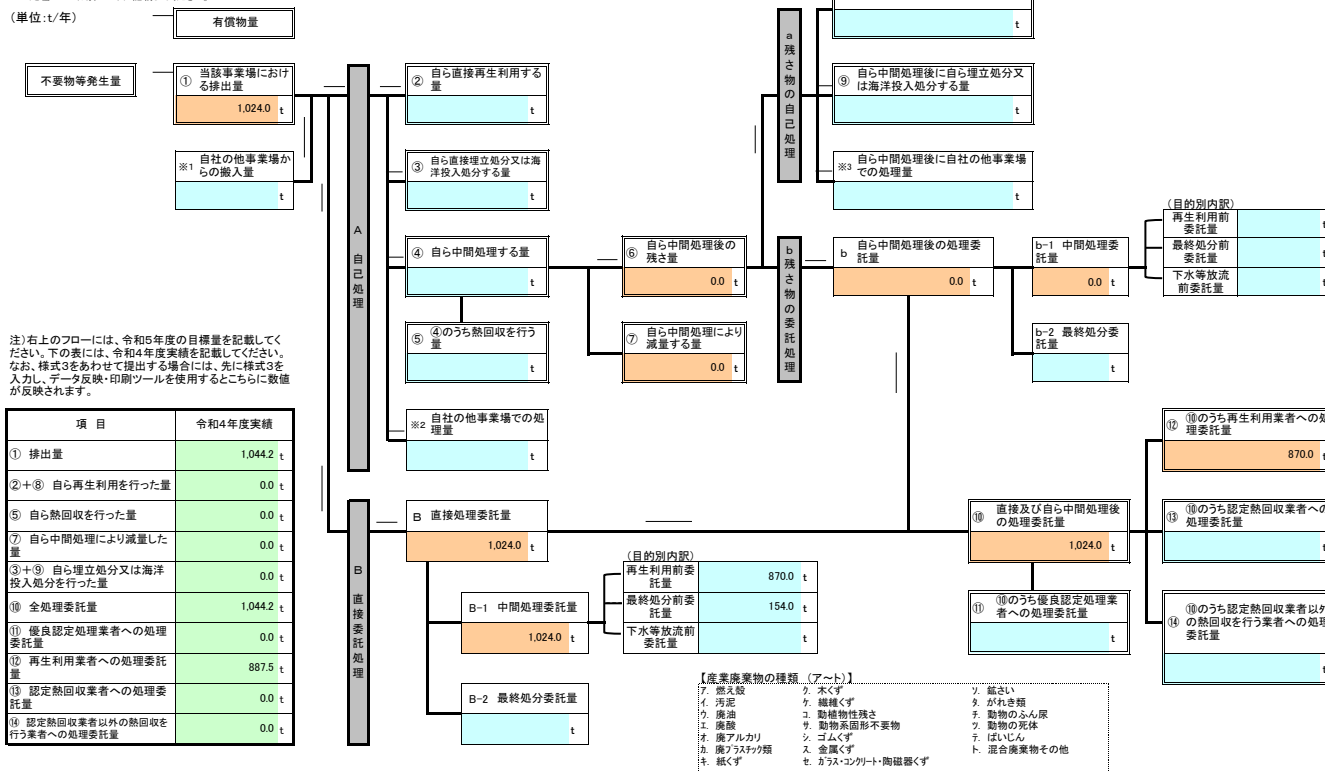 (単位:t/年)
有償物量
不要物等発生量
① 当該事業場におけ
る排出量
1,024.0 t
※1 自社の他事業場か
らの搬入量
t
A 自己処理
② 自ら直接再生利用する
量
t
③ 自ら直接埋立処分又は海
洋投入処分する量
t
④ 自ら中間処理する量
t
⑤ ④のうち熱回収を行う
量
t
※2 自社の他事業場での処
理量
t
⑥ 自ら中間処理後の
残さ量
0.0 t
⑦ 自ら中間処理により
減量する量
0.0 t
a 残さ物の自己処理
t
⑨ 自ら中間処理後に自ら埋立処分又
は海洋投入処分する量
t
※3 自ら中間処理後に自社の他事業場
での処理量
t
b 残さ物の委託処理
b 自ら中間処理後の処理委
託量
0.0 t
b-1 中間処理委
託量
0.0 t
(目的別内訳)
再生利用前
委託量
t
最終処分前
委託量
t
下水等放流
前委託量
t
b-2 最終処分委
託量
t
注)右上のフローには、令和5年度の目標量を記載してく
ださい。下の表には、令和4年度実績を記載してください。
なお、様式3をあわせて提出する場合には、先に様式3を
入力し、データ反映・印刷ツールを使用するとこちらに数値
が反映されます。
項 目 令和4年度実績
① 排出量 1,044.2 t
②+⑧ 自ら再生利用を行った量 0.0 t
⑤ 自ら熱回収を行った量 0.0 t
⑦ 自ら中間処理により減量した
量 0.0 t
③+⑨ 自ら埋立処分又は海洋
投入処分を行った量 0.0 t
⑩ 全処理委託量 1,044.2 t
⑪ 優良認定処理業者への処理
委託量 0.0 t
⑫ 再生利用業者への処理委託
量 887.5 t
⑬ 認定熱回収業者への処理委
託量 0.0 t
⑭ 認定熱回収業者以外の熱回収を
行う業者への処理委託量 0.0 t
B 直接委託処理
B 直接処理委託量
1,024.0 t
B-1 中間処理委託量
1,024.0 t
(目的別内訳)
再生利用前委
託量 870.0 t
最終処分前委
託量 154.0 t
下水等放流前
委託量 t
B-2 最終処分委託量
t
⑩ 直接及び自ら中間処理後
の処理委託量
1,024.0 t
⑪ ⑩のうち優良認定処理業
者への処理委託量
t
⑫ ⑩のうち再生利用業者への処
理委託量
870.0 t
⑬ ⑩のうち認定熱回収業者への
処理委託量
t
⑭ ⑩のうち認定熱回収業者以外
の熱回収を行う業者への処理
委託量
t
【産業廃棄物の種類 (ア~ト)】
ア. 燃え殻 ク. 木くず ソ. 鉱さい
イ. 汚泥 ケ. 繊維くず タ. がれき類
ウ. 廃油 コ. 動植物性残さ チ. 動物のふん尿
エ. 廃酸 サ. 動物系固形不要物 ツ. 動物の死体
オ. 廃アルカリ シ. ゴムくず テ. ばいじん
カ. 廃プラスチック類 ス. 金属くず ト. 混合廃棄物その他
キ. 紙くず セ. ガラス・コンクリート・陶磁器くず